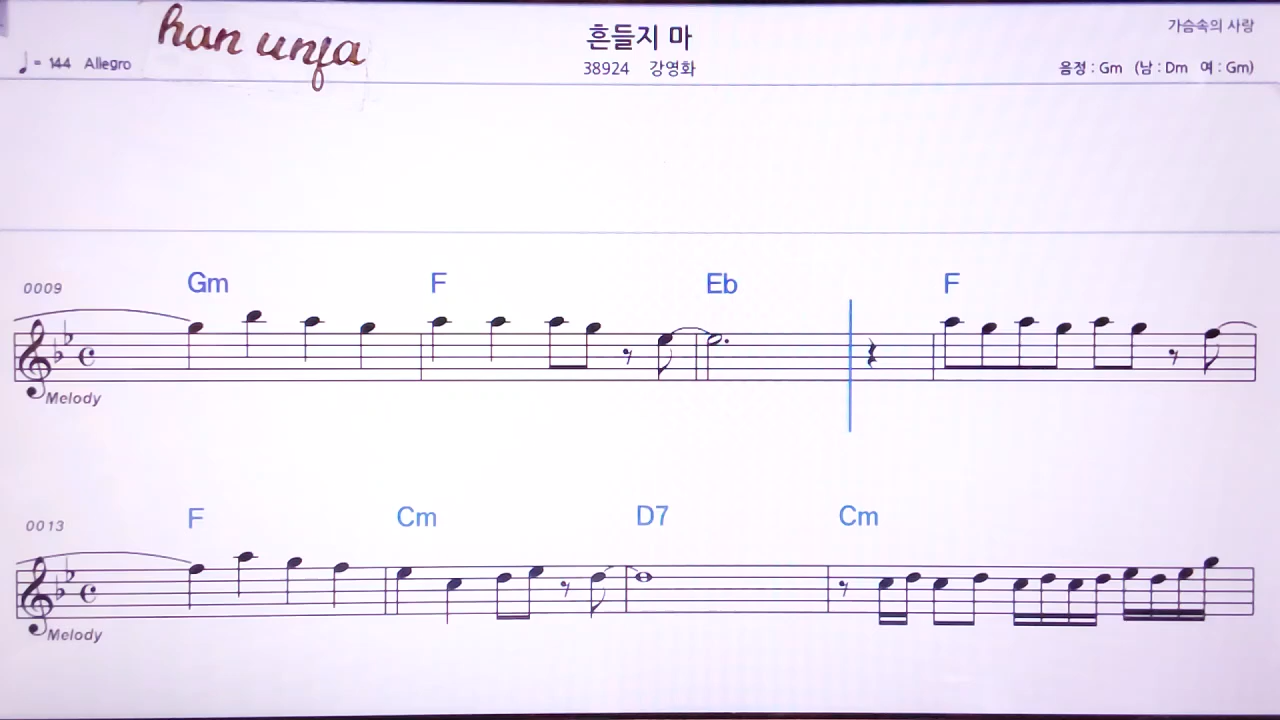 han unfa
흔들지 마
가슴속의 사랑
♩= 144 Allegro
38924 강영화
음정 : Gm (남 : Dm 여 : Gm)
0009
Gm F Eb F
Melody
0013
F Cm D7 Cm
Melody